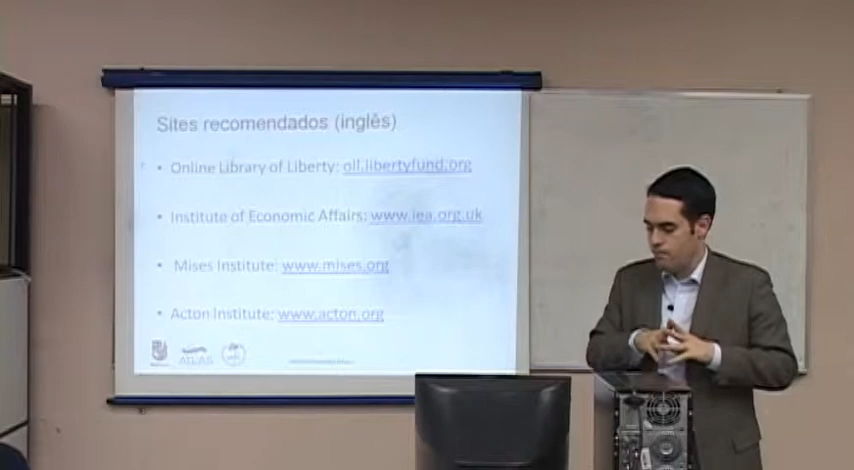 Sites recomendados (inglês)
• Online Library of Liberty: oll.libertyfund.org
• Institute of Economic Affairs: www.iea.org.uk
• Mises Institute: www.mises.org
• Acton Institute: www.acton.org
ATLAS